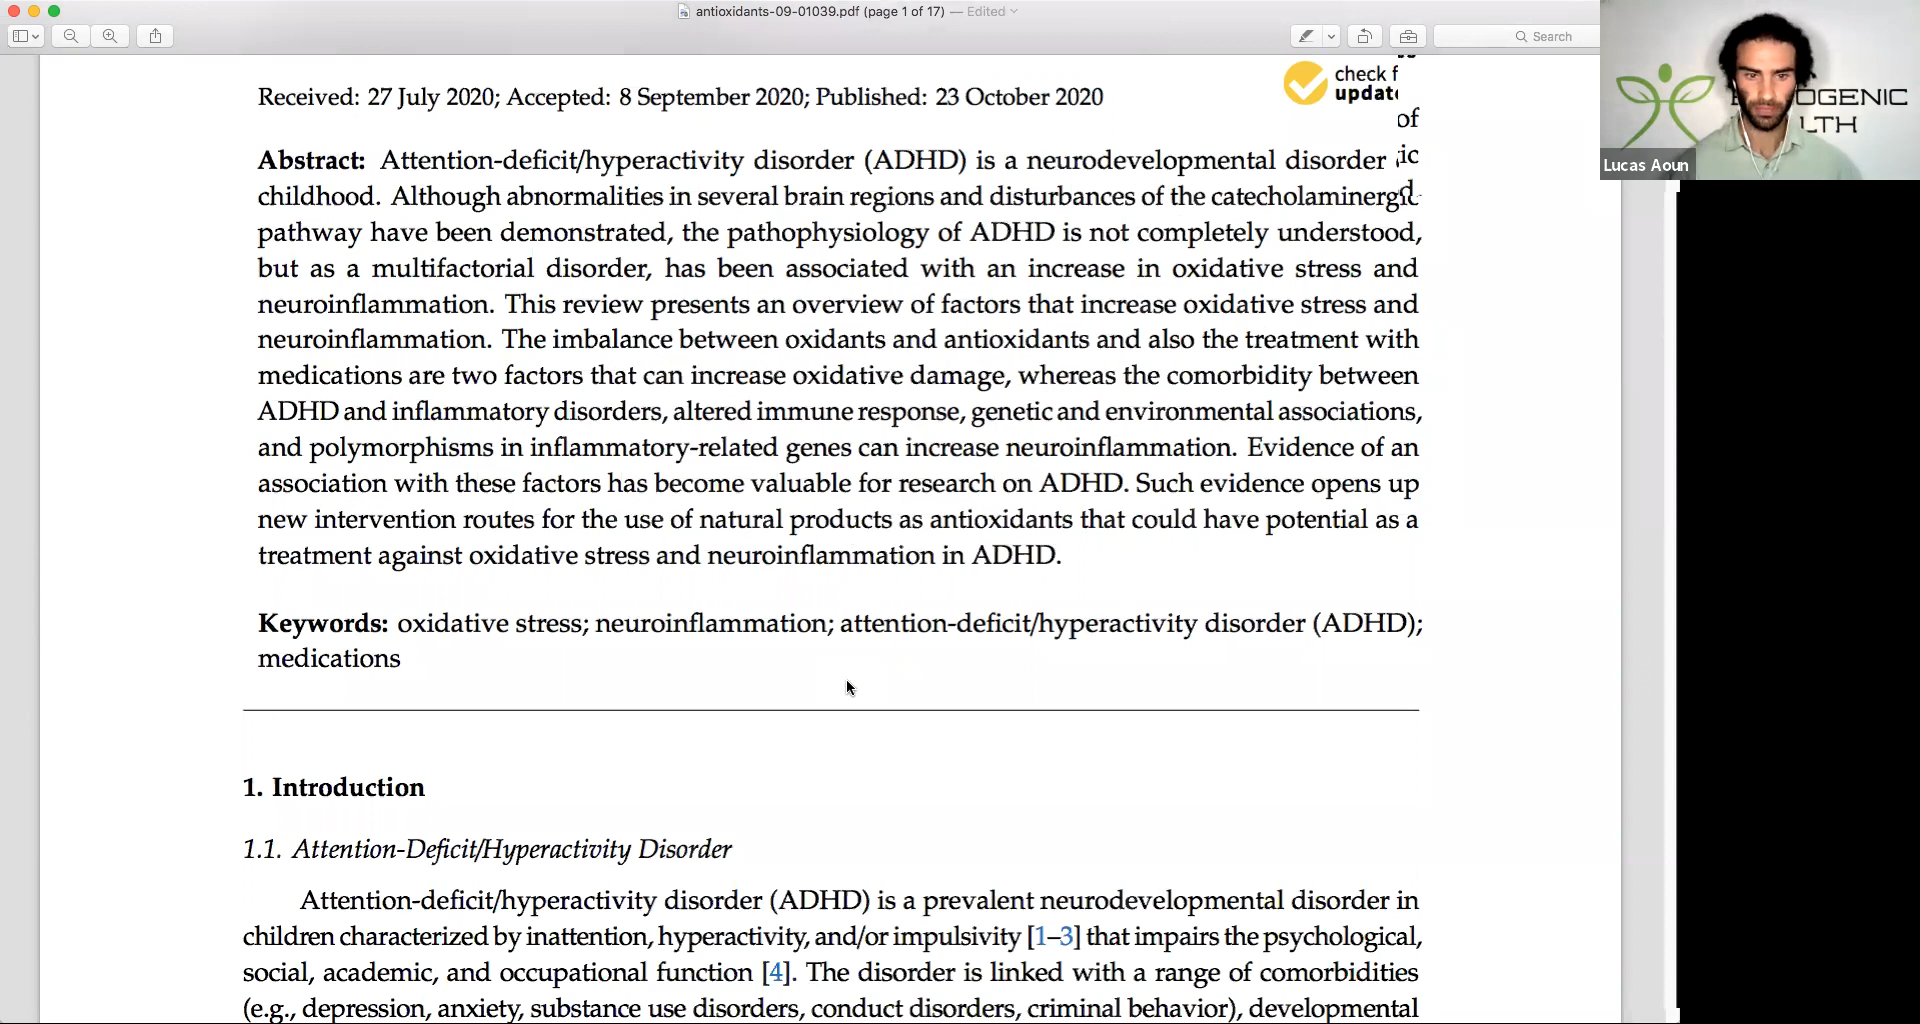 antioxidants-09-01039.pdf (page 1 of 17) — Edited
Search
Received: 27 July 2020; Accepted: 8 September 2020; Published: 23 October 2020
check f
update
of
Abstract: Attention-deficit/hyperactivity disorder (ADHD) is a neurodevelopmental disorder ic
childhood. Although abnormalities in several brain regions and disturbances of the catecholaminergic
pathway have been demonstrated, the pathophysiology of ADHD is not completely understood,
but as a multifactorial disorder, has been associated with an increase in oxidative stress and
neuroinflammation. This review presents an overview of factors that increase oxidative stress and
neuroinflammation. The imbalance between oxidants and antioxidants and also the treatment with
medications are two factors that can increase oxidative damage, whereas the comorbidity between
ADHD and inflammatory disorders, altered immune response, genetic and environmental associations,
and polymorphisms in inflammatory-related genes can increase neuroinflammation. Evidence of an
association with these factors has become valuable for research on ADHD. Such evidence opens up
new intervention routes for the use of natural products as antioxidants that could have potential as a
treatment against oxidative stress and neuroinflammation in ADHD.
Keywords: oxidative stress; neuroinflammation; attention-deficit/hyperactivity disorder (ADHD);
medications
1. Introduction
1.1. Attention-Deficit/Hyperactivity Disorder
Attention-deficit/hyperactivity disorder (ADHD) is a prevalent neurodevelopmental disorder in
children characterized by inattention, hyperactivity, and/or impulsivity [1–3] that impairs the psychological,
social, academic, and occupational function [4]. The disorder is linked with a range of comorbidities
(e.g., depression, anxiety, substance use disorders, conduct disorders, criminal behavior), developmental
OGENIC
LTH
Lucas Aoun